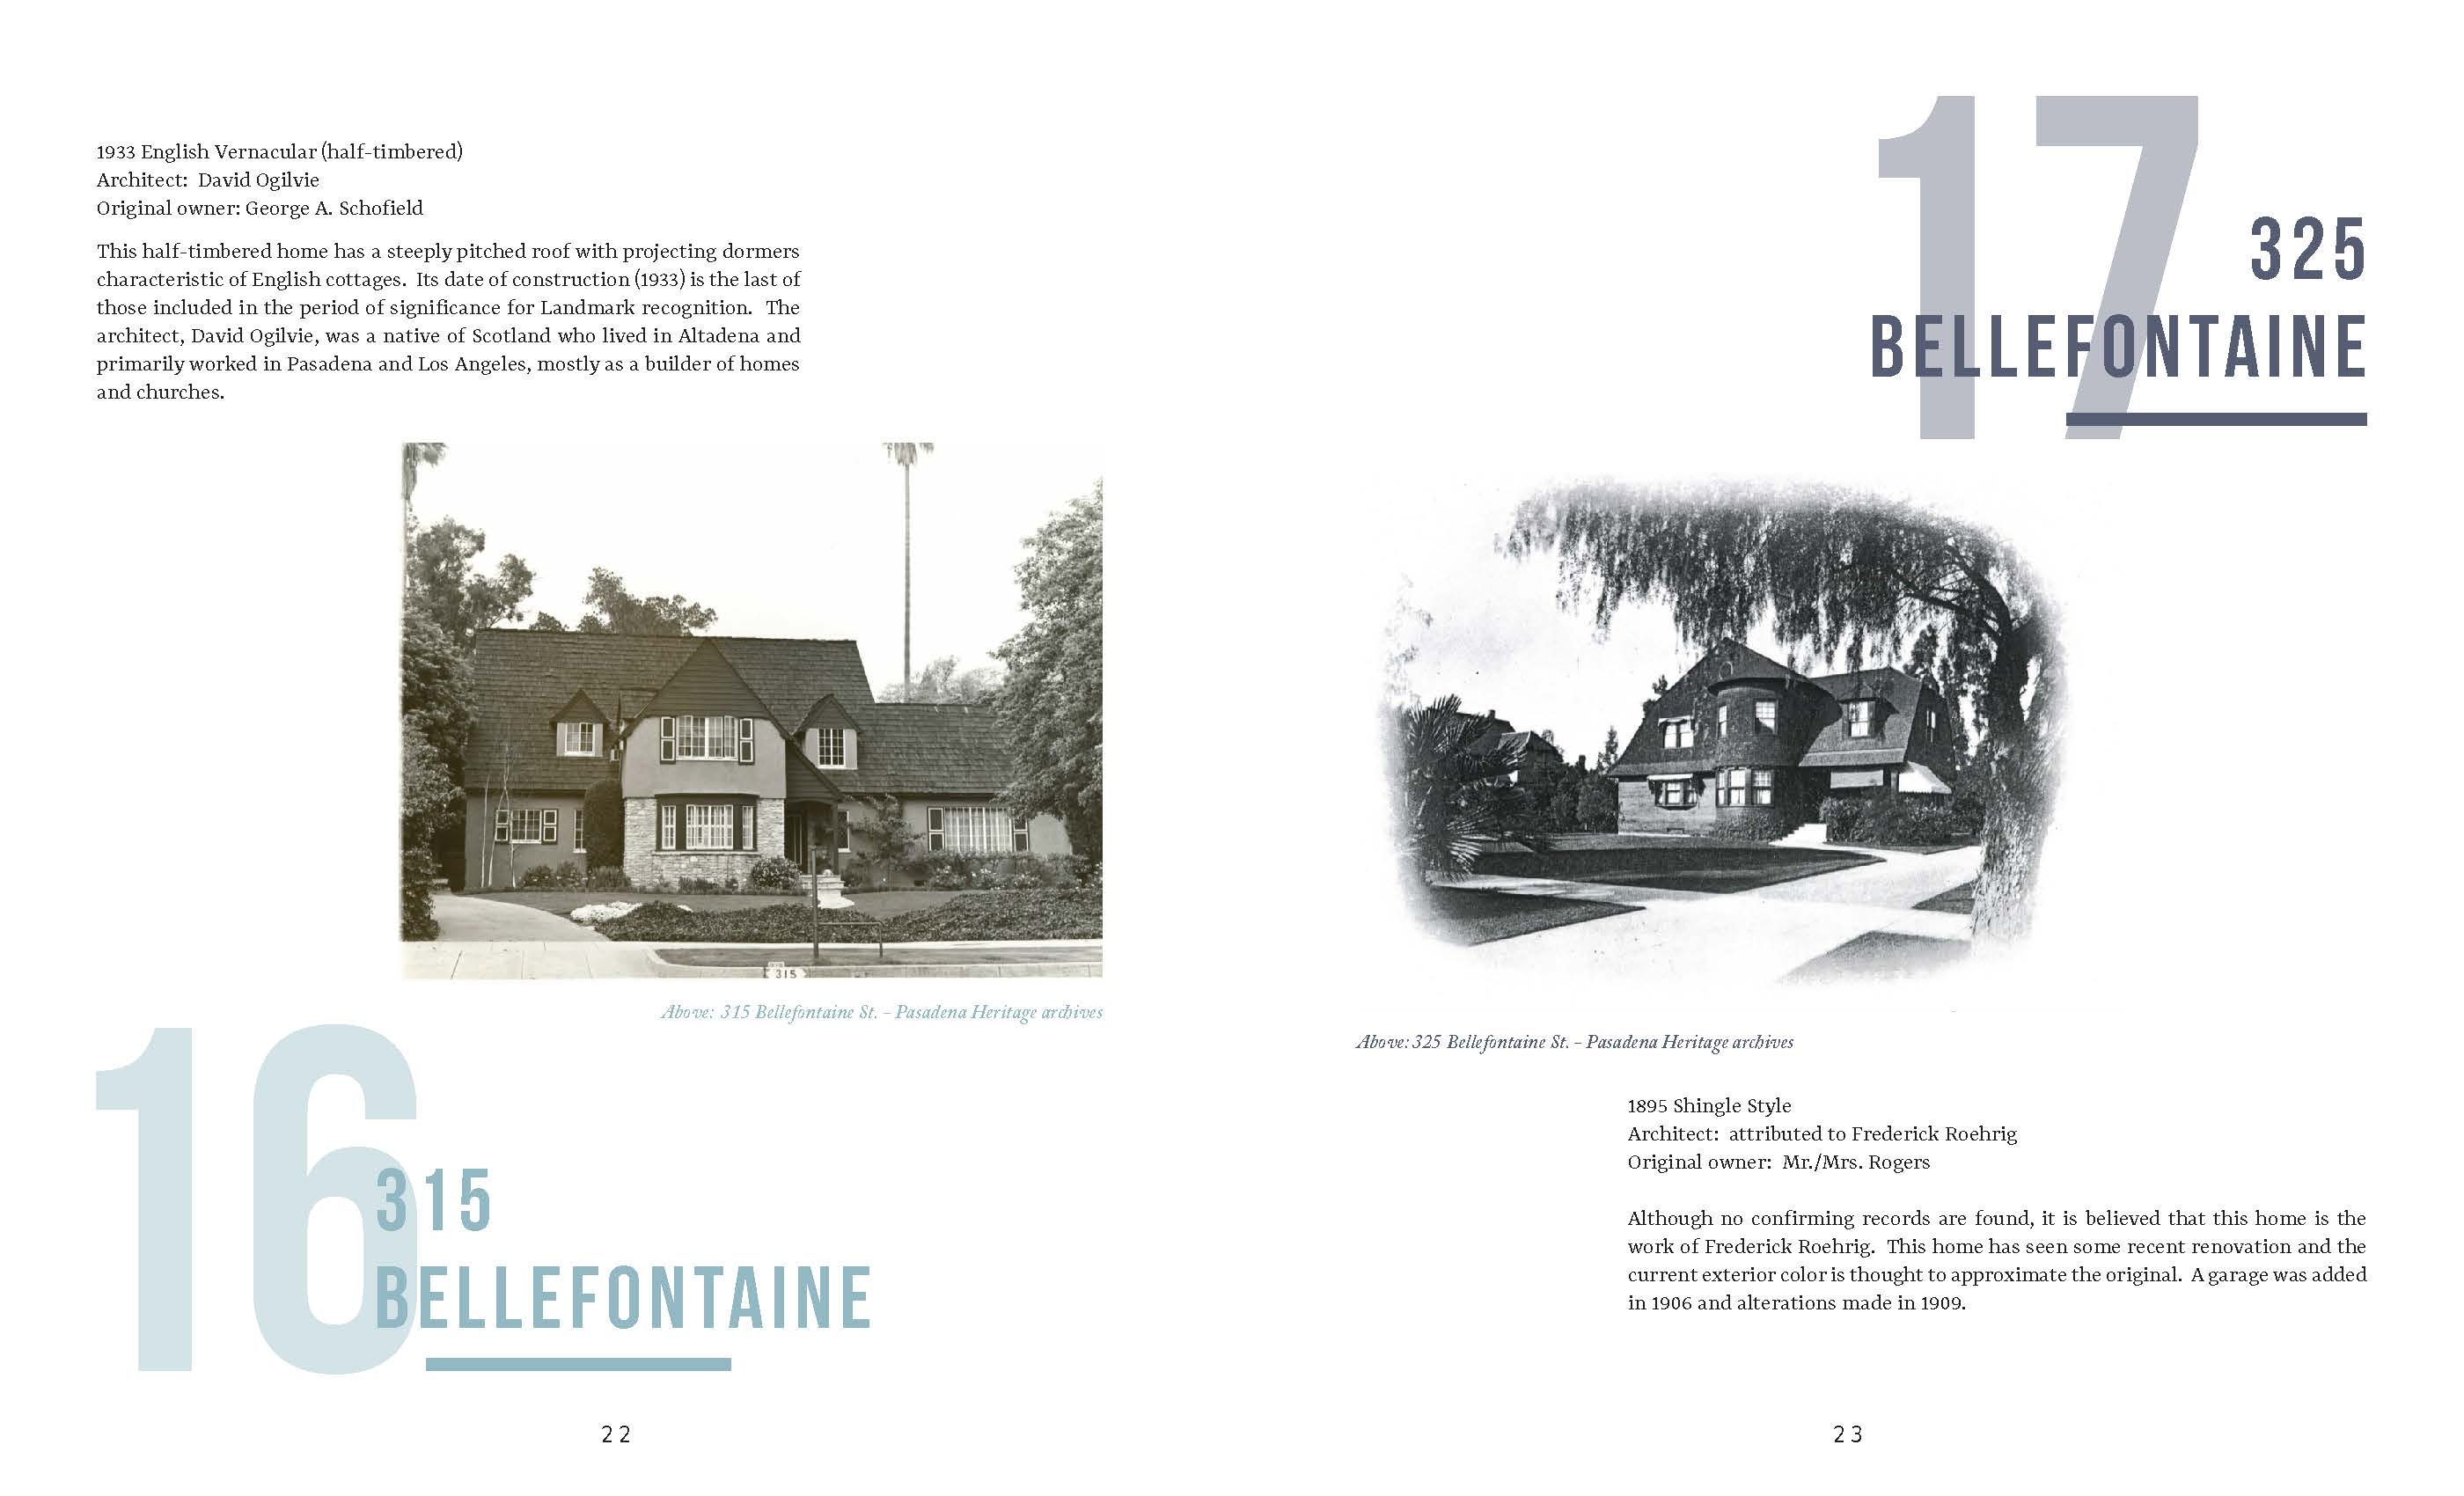 1933 English Vernacular (half-timbered)
Architect:  David Ogilvie
Original owner: George A. Schofield
This half-timbered home has a steeply pitched roof with projecting dormers
characteristic of English cottages.  Its date of construction (1933) is the last of
those included in the period of significance for Landmark recognition.  The
architect, David Ogilvie, was a native of Scotland who lived in Altadena and
primarily worked in Pasadena and Los Angeles, mostly as a builder of homes
and churches.
315
Above: 315 Bellefontaine St. – Pasadena Heritage archives
16
315
BELLEFONTAINE
22
17
325
BELLEFONTAINE
Above: 325 Bellefontaine St. – Pasadena Heritage archives
1895 Shingle Style
Architect:  attributed to Frederick Roehrig
Original owner:  Mr./Mrs. Rogers
Although no confirming records are found, it is believed that this home is the
work of Frederick Roehrig.  This home has seen some recent renovation and the
current exterior color is thought to approximate the original.  A garage was added
in 1906 and alterations made in 1909.
23